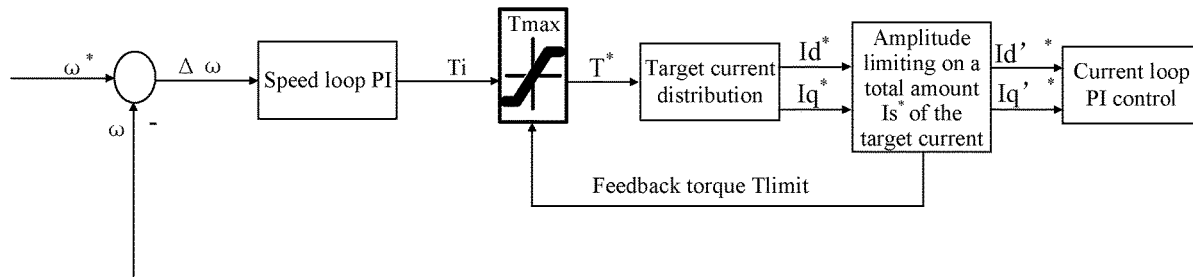 ω*
Δ ω
ω
-
Speed loop PI
Ti
Tmax
T*
Target current
distribution
Id*
Iq*
Amplitude
limiting on a
total amount
Is* of the
target current
Id’ *
Iq’ *
Current loop
PI control
Feedback torque Tlimit